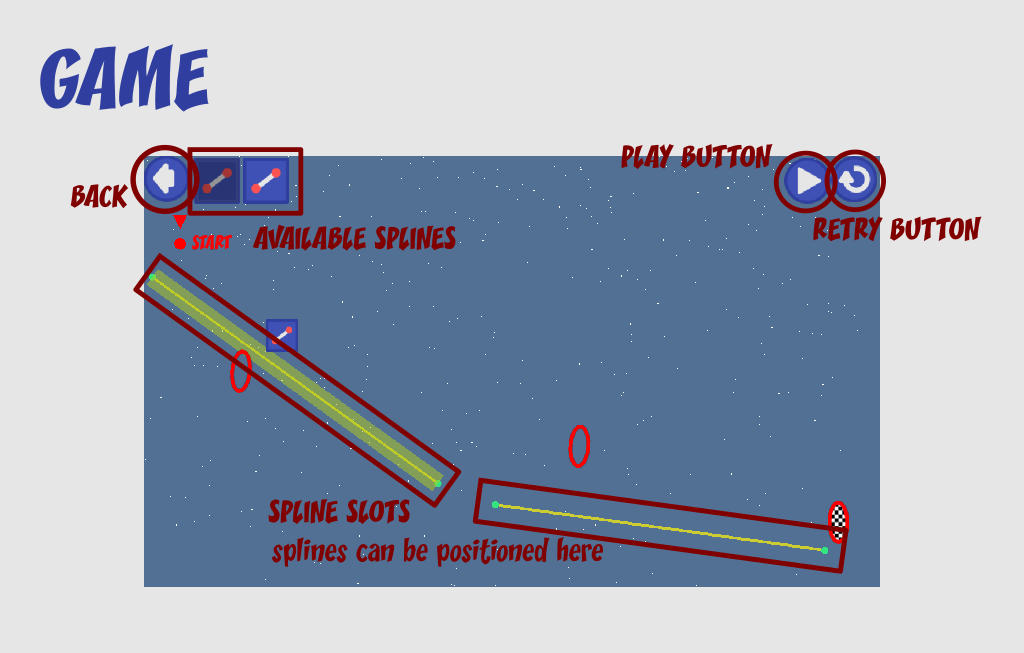 GAME
PLAY BUTTON
BACK
RETRY BUTTON
START
AVAILABLE SPLINES
SPLINE SLOTS
splines can be positioned here